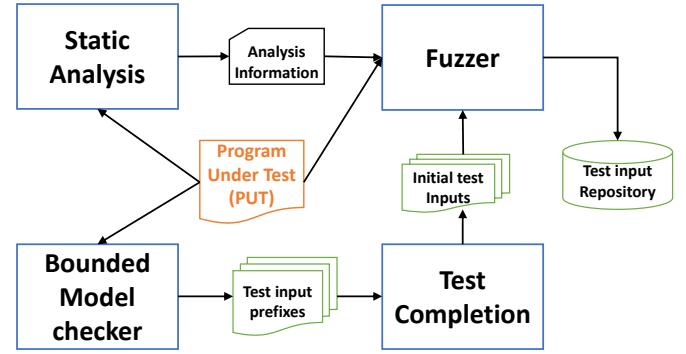 Static
Analysis
Analysis
Information
Fuzzer
Program
Under Test
(PUT)
Initial test
Inputs
Test input
Repository
Bounded
Model
checker
Test input
prefixes
Test
Completion